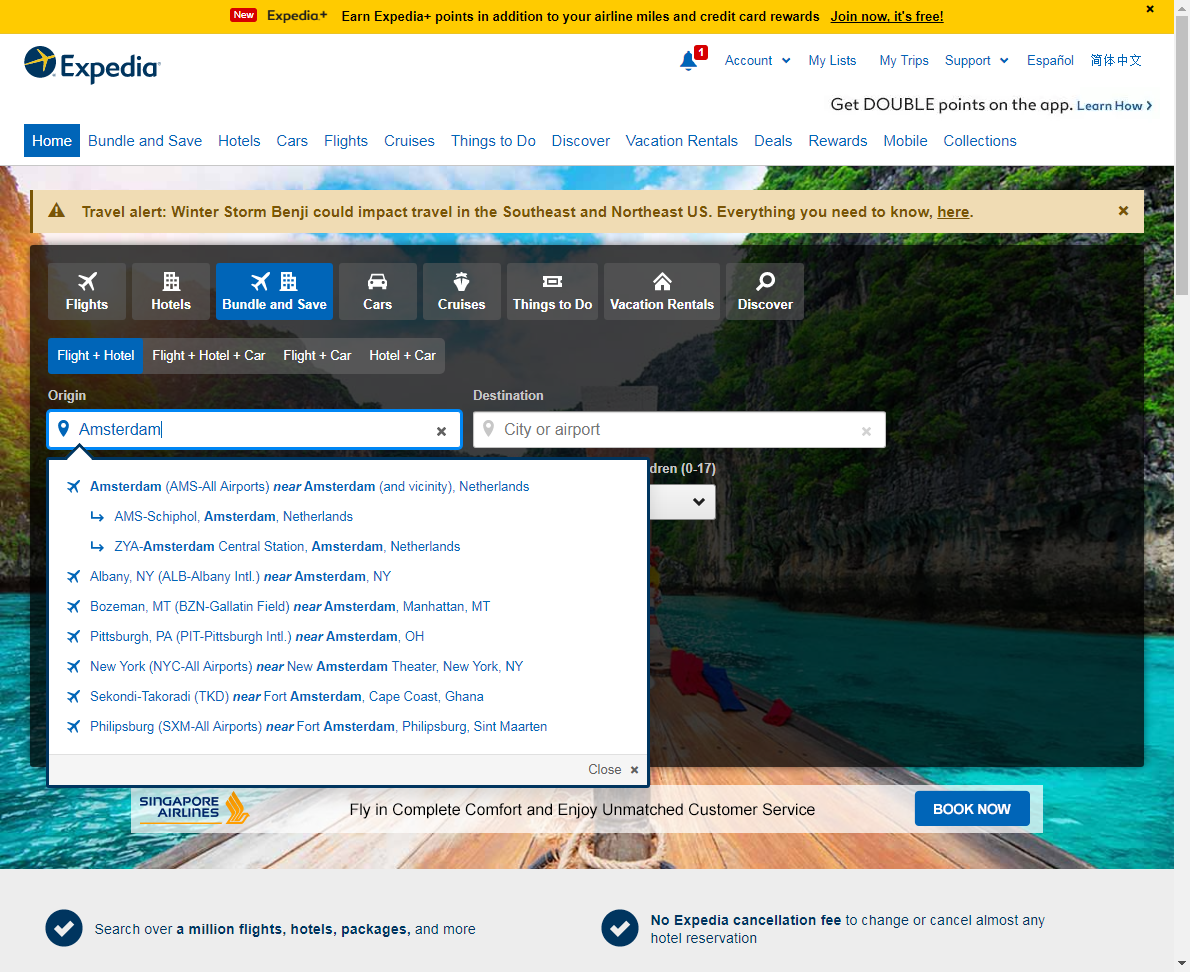 New Expedia+ Earn Expedia+ points in addition to your airline miles and credit card rewards Join now, it's free!
Expedia
1 Account My Lists My Trips Support Español 简体中文
Get DOUBLE points on the app. Learn How
Home Bundle and Save Hotels Cars Flights Cruises Things to Do Discover Vacation Rentals Deals Rewards Mobile Collections
Travel alert: Winter Storm Benji could impact travel in the Southeast and Northeast US. Everything you need to know, here.
Flights Hotels Bundle and Save Cars Cruises Things to Do Vacation Rentals Discover
Flight + Hotel Flight + Hotel + Car Flight + Car Hotel + Car
Origin Destination
Amsterdam City or airport
dren (0-17)
Amsterdam (AMS-All Airports) near Amsterdam (and vicinity), Netherlands
AMS-Schiphol, Amsterdam, Netherlands
ZYA-Amsterdam Central Station, Amsterdam, Netherlands
Albany, NY (ALB-Albany Intl.) near Amsterdam, NY
Bozeman, MT (BZN-Gallatin Field) near Amsterdam, Manhattan, MT
Pittsburgh, PA (PIT-Pittsburgh Intl.) near Amsterdam, OH
New York (NYC-All Airports) near New Amsterdam Theater, New York, NY
Sekondi-Takoradi (TKD) near Fort Amsterdam, Cape Coast, Ghana
Philipsburg (SXM-All Airports) near Fort Amsterdam, Philipsburg, Sint Maarten
Close
SINGAPORE
AIRLINES
Fly in Complete Comfort and Enjoy Unmatched Customer Service BOOK NOW
Search over a million flights, hotels, packages, and more
No Expedia cancellation fee to change or cancel almost any
hotel reservation